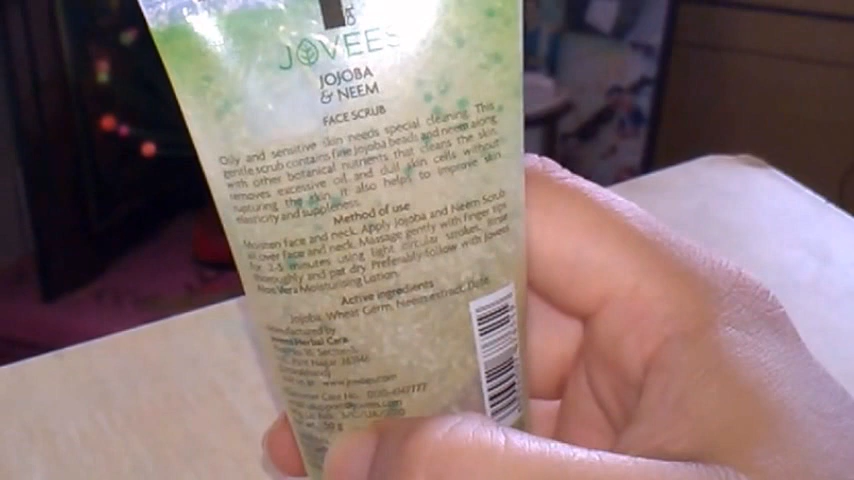 JOVEES
JOJOBA
& NEEM
FACE SCRUB
Oily and sensitive skin needs special cleaning. This
gentle scrub contains fine Jojoba beads and neem along
with other botanical nutrients that cleans the skin,
removes excessive oil and dull skin cells without
rupturing the skin. It also helps to improve skin
elasticity and suppleness.
Method of use
Moisten face and neck. Apply Jojoba and Neem Scrub
all over face and neck. Massage gently with finger tips
for 3-5 minutes using light circular strokes, rinse
thoroughly and pat dry. Preferably follow with Jovees
Aloe Vera Moisturising Lotion.
Active ingredients
Jojoba, Wheat Germ, Neem extract, Date
Manufactured by
Jovees Herbal Care